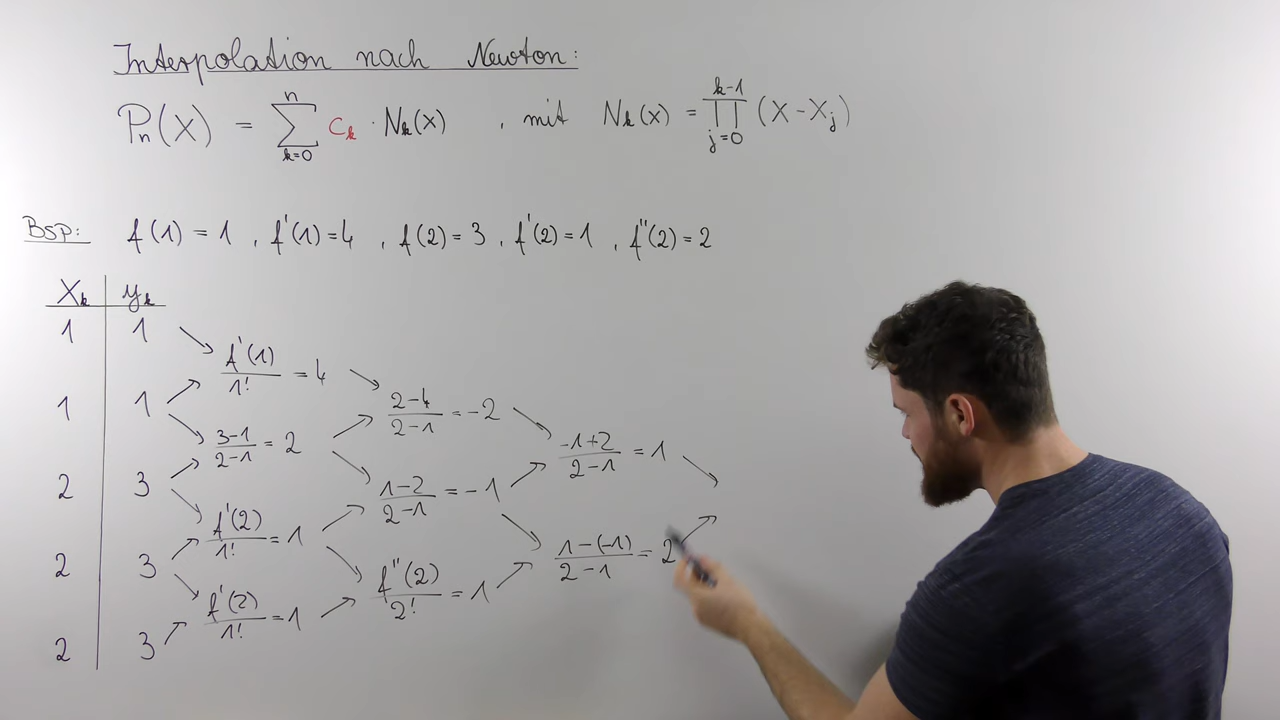 Interpolation nach Newton:
Pₙ(x) = ∑ₖ₌₀ⁿ cₖ · Nₖ(x) , mit Nₖ(x) = ∏ⱼ₌₀ᵏ⁻¹ (x-xⱼ)
Bsp: f(1) = 1 , f'(1)=4 , f(2)=3 , f'(2)=1 , f''(2)=2
xₖ yₖ
1 1
f'(1)/1! = 4
1 1
(2-4)/(2-1) = -2
(3-1)/(2-1) = 2
(-1+2)/(2-1) = 1
2 3
(1-2)/(2-1) = -1
f'(2)/1! = 1
(1-(-1))/(2-1) = 2
2 3
f''(2)/2! = 1
f'(2)/1! = 1
2 3